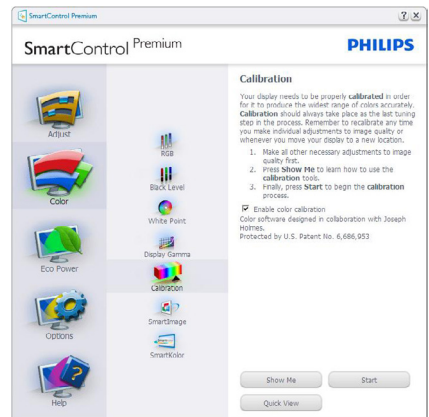 SmartControl Premium
SmartControl Premium
PHILIPS
Adjust
Color
Eco Power
Options
Help
RGB
Black Level
White Point
Display Gamma
Calibration
SmartImage
SmartKolor
Calibration
Your display needs to be properly calibrated in order
for it to produce the widest range of colors accurately.
Calibration should always take place as the last tuning
step in the process. Remember to recalibrate any time
you make individual adjustments to image quality or
whenever you move your display to a new location.
1. Make all other necessary adjustments to image
quality first.
2. Press Show Me to learn how to use the
calibration tools.
3. Finally, press Start to begin the calibration
process.
Enable color calibration
Color software designed in collaboration with Joseph
Holmes.
Protected by U.S. Patent No. 6,686,953
Show Me
Start
Quick View